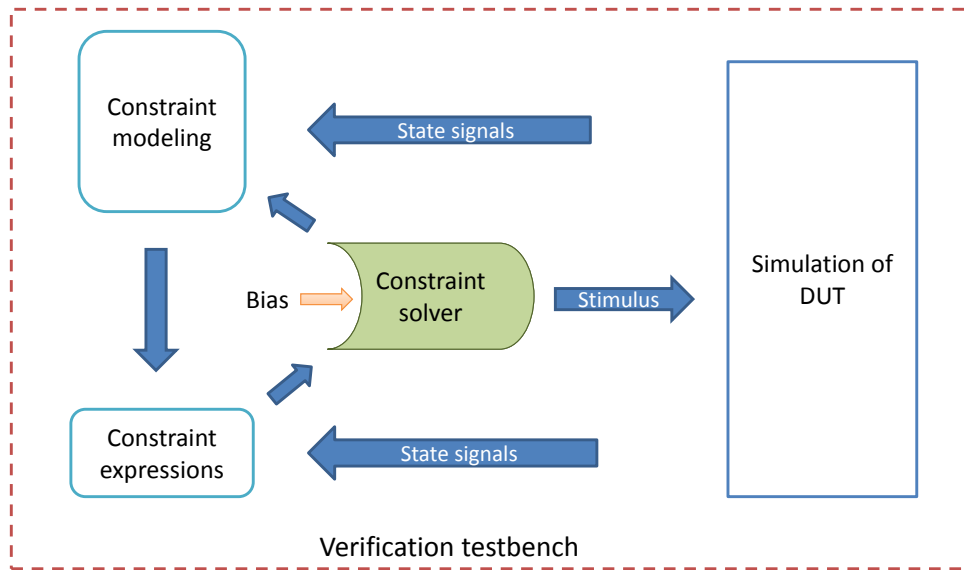 Constraint
modeling
State signals
Bias
Constraint
solver
Stimulus
Simulation of
DUT
Constraint
expressions
State signals
Verification testbench